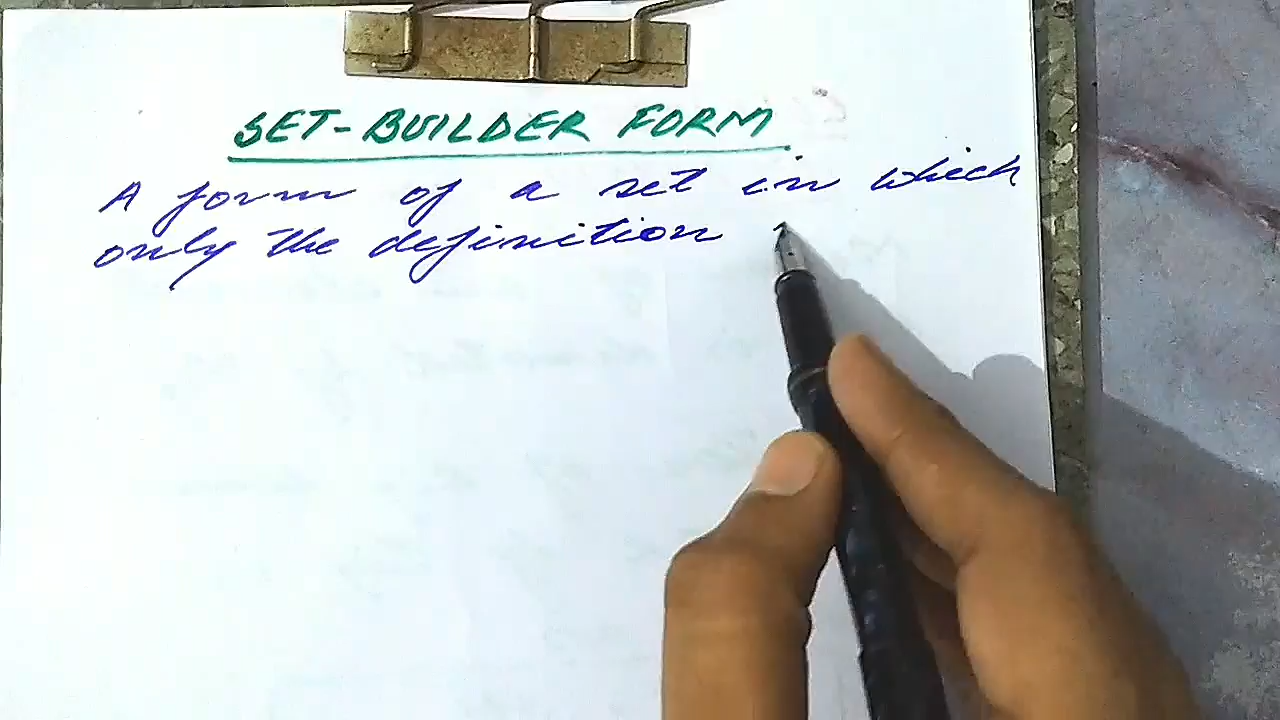 SET-BUILDER FORM
A form of a set in which
only the definition